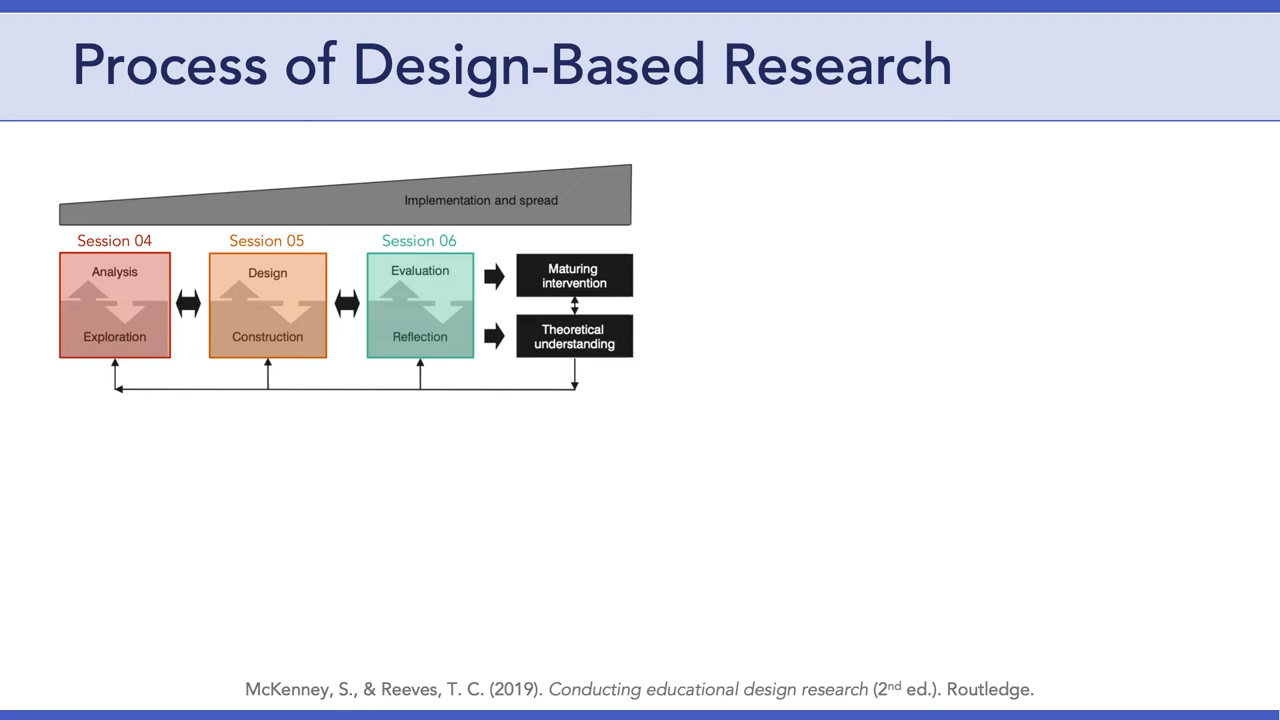 Process of Design-Based Research
Implementation and spread
Session 04
Session 05
Session 06
Analysis
Exploration
Design
Construction
Evaluation
Reflection
Maturing
intervention
Theoretical
understanding
McKenney, S., & Reeves, T. C. (2019). Conducting educational design research (2nd ed.). Routledge.